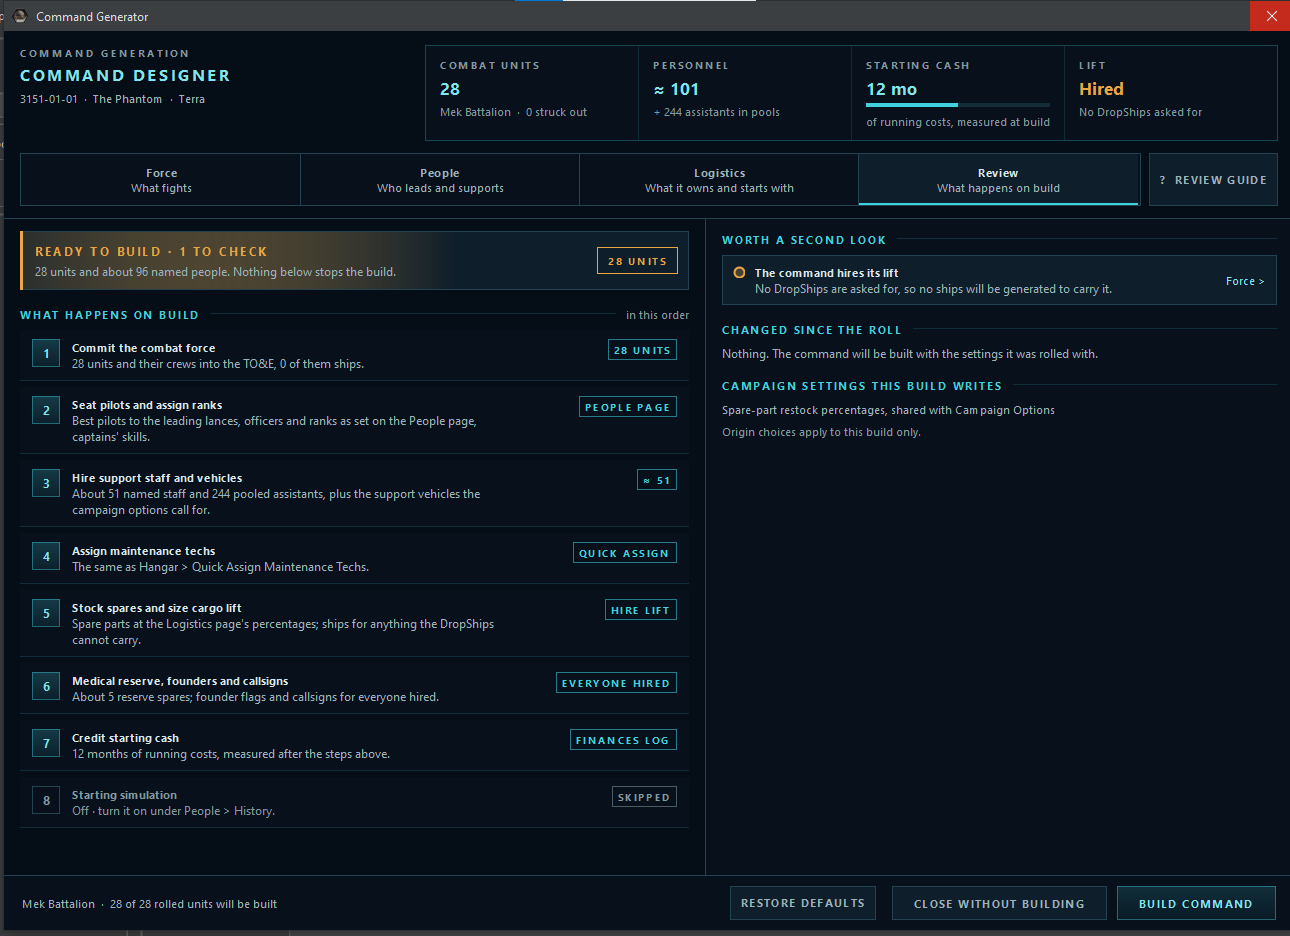 Command Generator
COMMAND GENERATION
COMMAND DESIGNER
3151-01-01 · The Phantom · Terra
COMBAT UNITS
28
Mek Battalion · 0 struck out
PERSONNEL
≈ 101
+ 244 assistants in pools
STARTING CASH
12 mo
of running costs, measured at build
LIFT
Hired
No DropShips asked for
Force
What fights
People
Who leads and supports
Logistics
What it owns and starts with
Review
What happens on build
? REVIEW GUIDE
READY TO BUILD · 1 TO CHECK
28 units and about 96 named people. Nothing below stops the build.
28 UNITS
WHAT HAPPENS ON BUILD
in this order
1
Commit the combat force
28 units and their crews into the TO&E, 0 of them ships.
28 UNITS
2
Seat pilots and assign ranks
Best pilots to the leading lances, officers and ranks as set on the People page,
captains' skills.
PEOPLE PAGE
3
Hire support staff and vehicles
About 51 named staff and 244 pooled assistants, plus the support vehicles the
campaign options call for.
≈ 51
4
Assign maintenance techs
The same as Hangar > Quick Assign Maintenance Techs.
QUICK ASSIGN
5
Stock spares and size cargo lift
Spare parts at the Logistics page's percentages; ships for anything the DropShips
cannot carry.
HIRE LIFT
6
Medical reserve, founders and callsigns
About 5 reserve spares; founder flags and callsigns for everyone hired.
EVERYONE HIRED
7
Credit starting cash
12 months of running costs, measured after the steps above.
FINANCES LOG
8
Starting simulation
Off · turn it on under People > History.
SKIPPED
WORTH A SECOND LOOK
The command hires its lift
No DropShips are asked for, so no ships will be generated to carry it.
Force >
CHANGED SINCE THE ROLL
Nothing. The command will be built with the settings it was rolled with.
CAMPAIGN SETTINGS THIS BUILD WRITES
Spare-part restock percentages, shared with Campaign Options
Origin choices apply to this build only.
Mek Battalion · 28 of 28 rolled units will be built
RESTORE DEFAULTS
CLOSE WITHOUT BUILDING
BUILD COMMAND